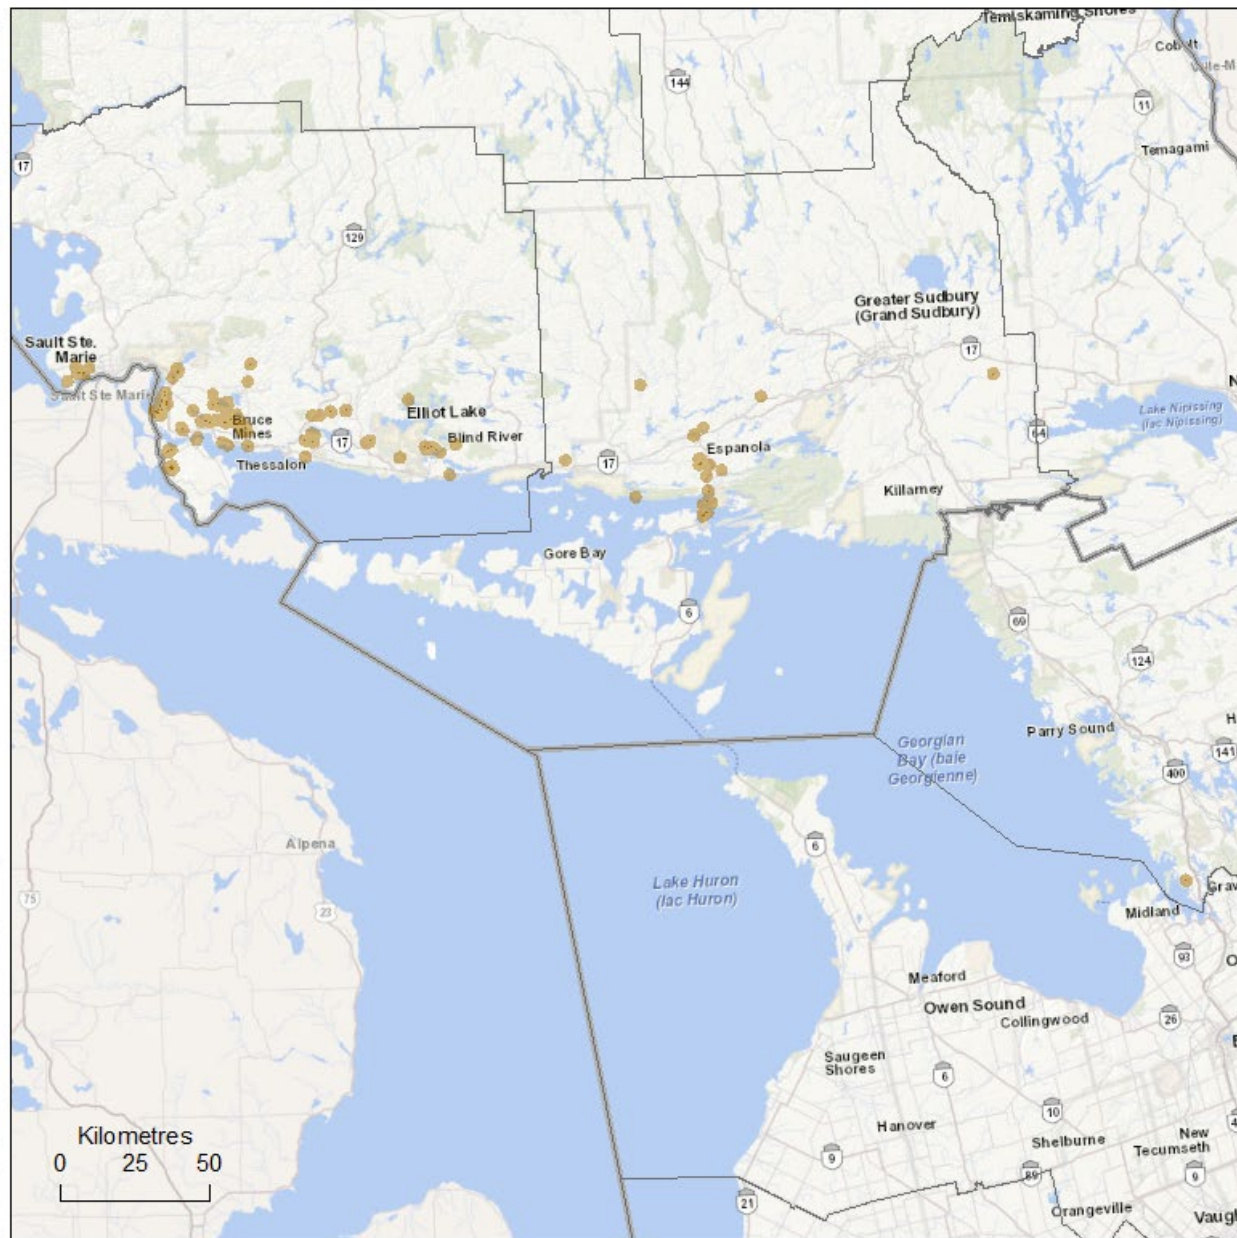 Temiskaming Shores
Cobalt
Ville-M
144
11
17
Temagami
129
Greater Sudbury
(Grand Sudbury)
Sault Ste.
Marie
17
Sault Ste Marie
N
Elliot Lake
Lake Nipissing
(lac Nipissing)
Bruce
Mines
17
Blind River
64
Espanola
Thessalon
17
Killarney
Gore Bay
6
69
124
Parry Sound
H
Georgian
Bay (baie
Georgienne)
141
400
Alpena
6
Lake Huron
(lac Huron)
Grav
75
23
Midland
93
O
Meaford
Owen Sound
Collingwood
26
Saugeen
Shores
6
Kilometres
0 25 50
10
Hanover
Shelburne
New
Tecumseth
9
89
9
21
Orangeville
Vaugh